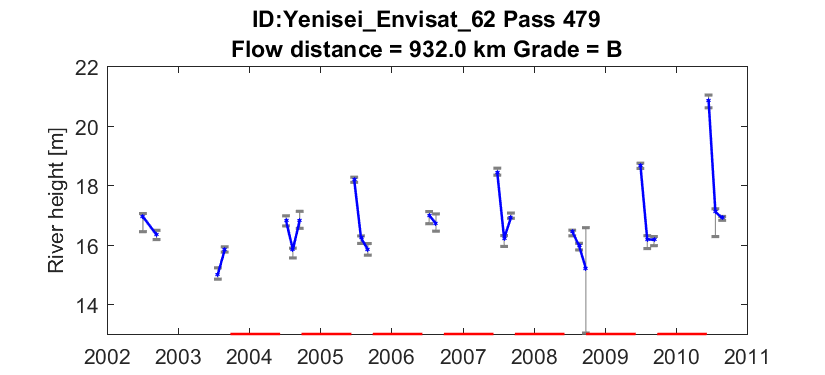 ID:Yenisei_Envisat_62 Pass 479
Flow distance = 932.0 km Grade = B
River height [m]
22
20
18
16
14
2002 2003 2004 2005 2006 2007 2008 2009 2010 2011